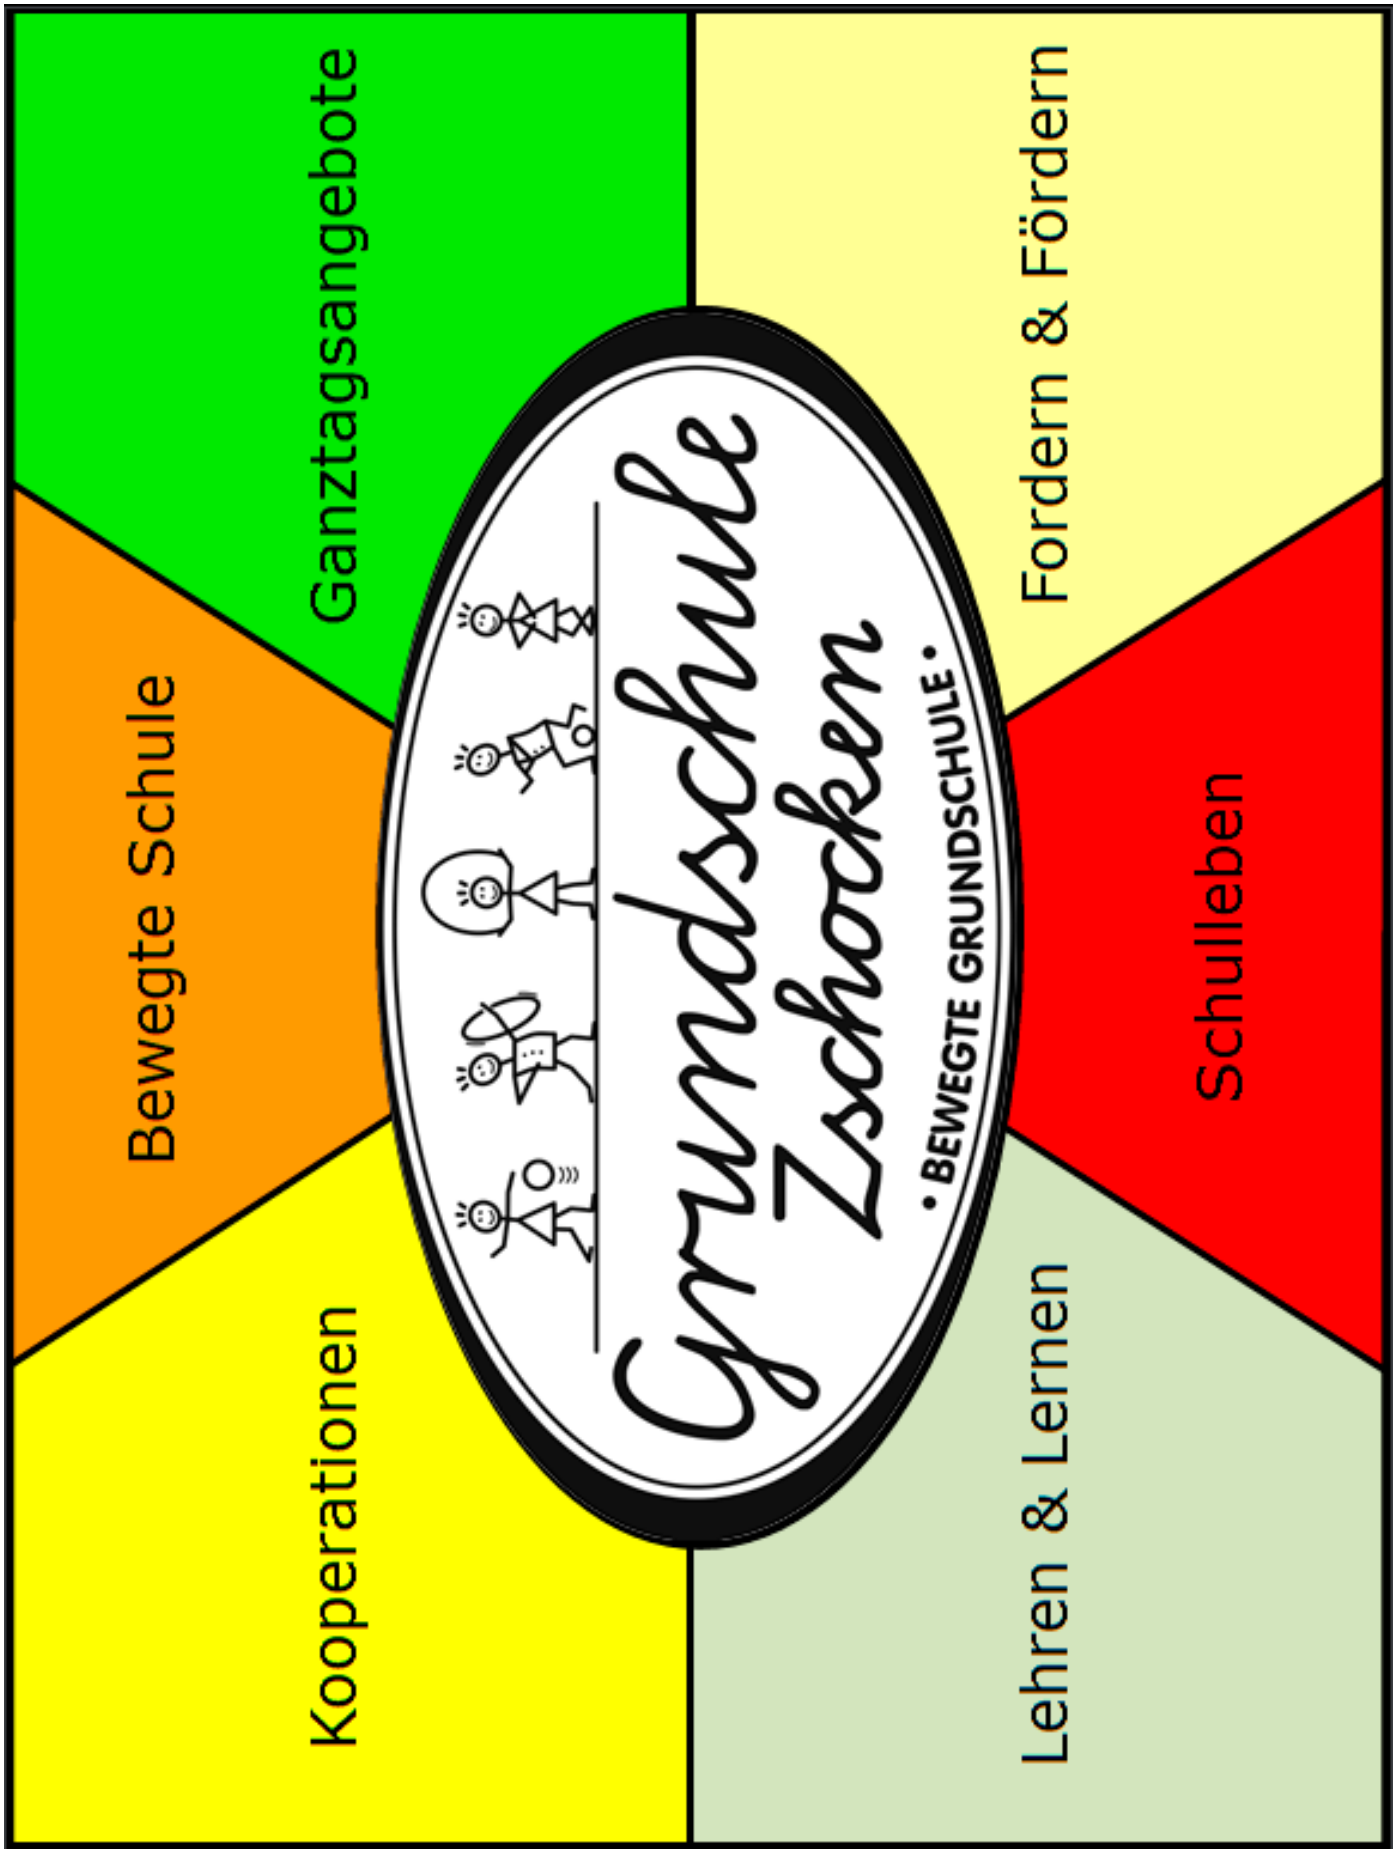 Kooperationen
Bewegte Schule
Ganztagsangebote
Grundschule
Zschocken
• BEWEGTE GRUNDSCHULE •
Lehren & Lernen
Schulleben
Fordern & Fördern